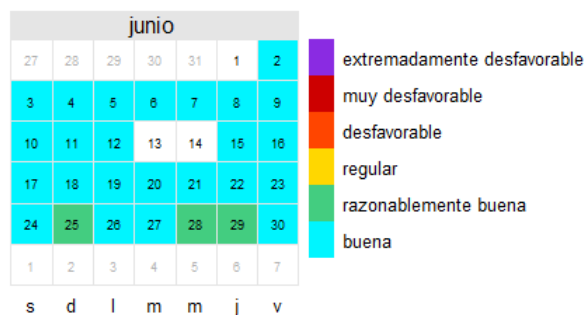 junio
27 28 29 30 31 1 2
3 4 5 6 7 8 9
10 11 12 13 14 15 16
17 18 19 20 21 22 23
24 25 26 27 28 29 30
1 2 3 4 5 6 7
s d l m m j v
extremadamente desfavorable
muy desfavorable
desfavorable
regular
razonablemente buena
buena